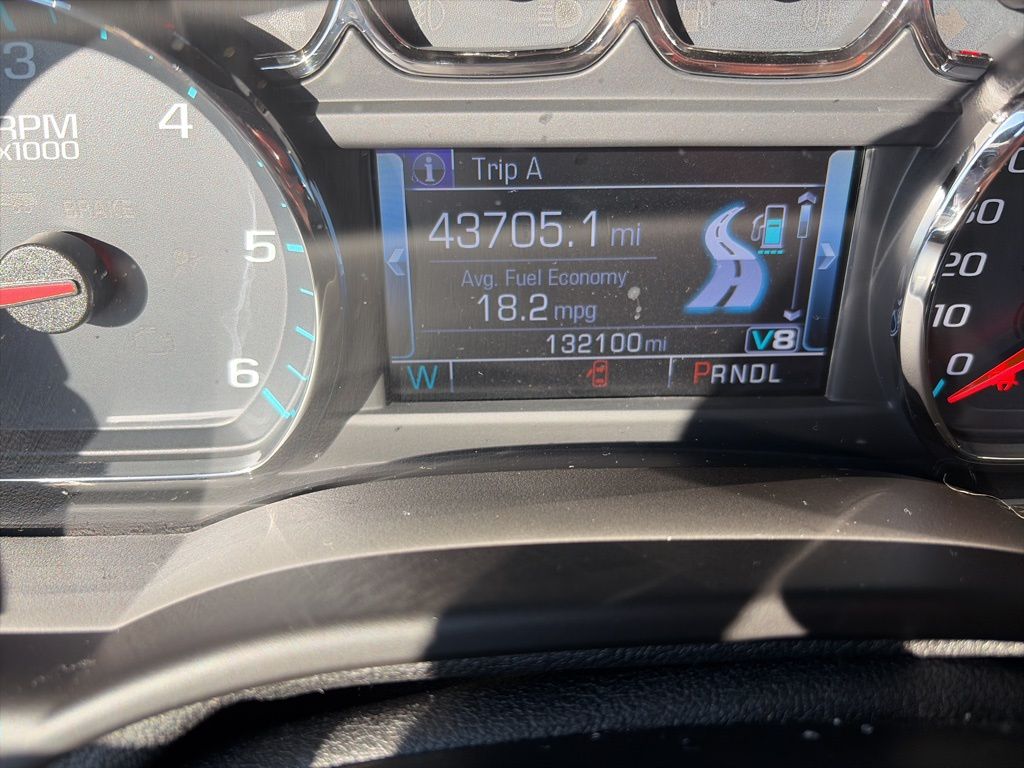 3
4
RPM
x1000
BRAKE
5
6
Trip A
43705.1 mi
Avg. Fuel Economy
18.2 mpg
132100 mi
V8
W
PRNDL
20
10
0